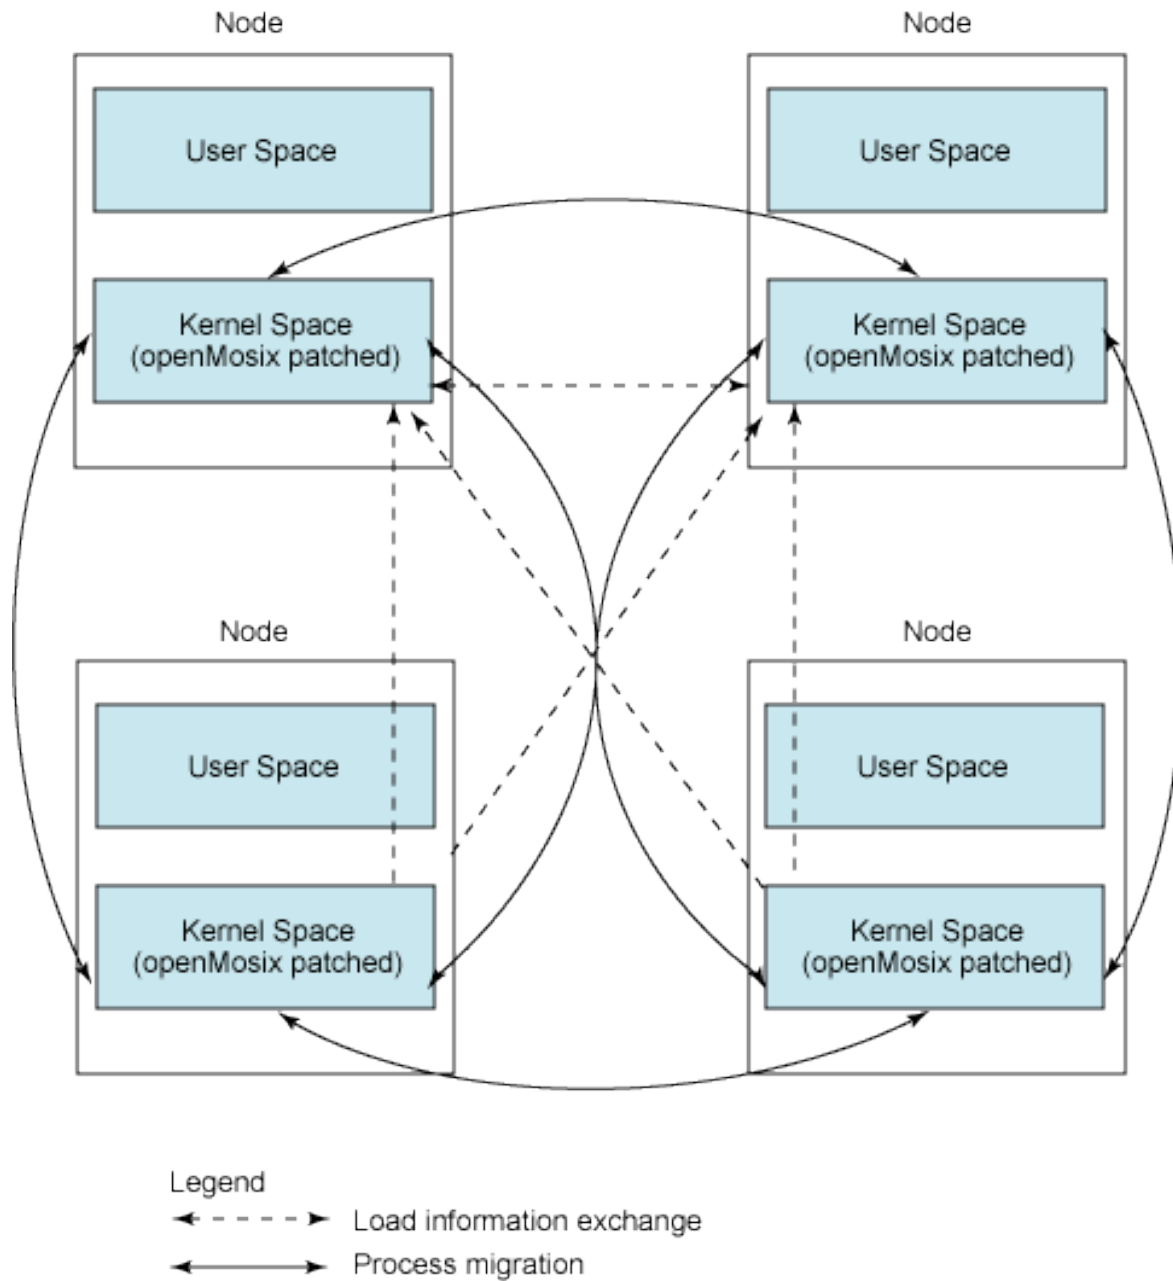 Node
Node
User Space
User Space
Kernel Space
(openMosix patched)
Kernel Space
(openMosix patched)
Node
Node
User Space
User Space
Kernel Space
(openMosix patched)
Kernel Space
(openMosix patched)
Legend
Load information exchange
Process migration